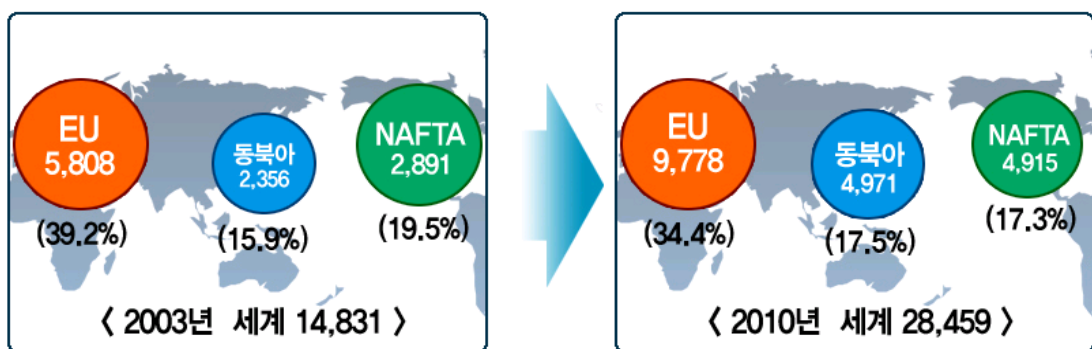 EU
5,808
(39.2%)
동북아
2,356
(15.9%)
NAFTA
2,891
(19.5%)
〈 2003년 세계 14,831 〉
EU
9,778
(34.4%)
동북아
4,971
(17.5%)
NAFTA
4,915
(17.3%)
〈 2010년 세계 28,459 〉